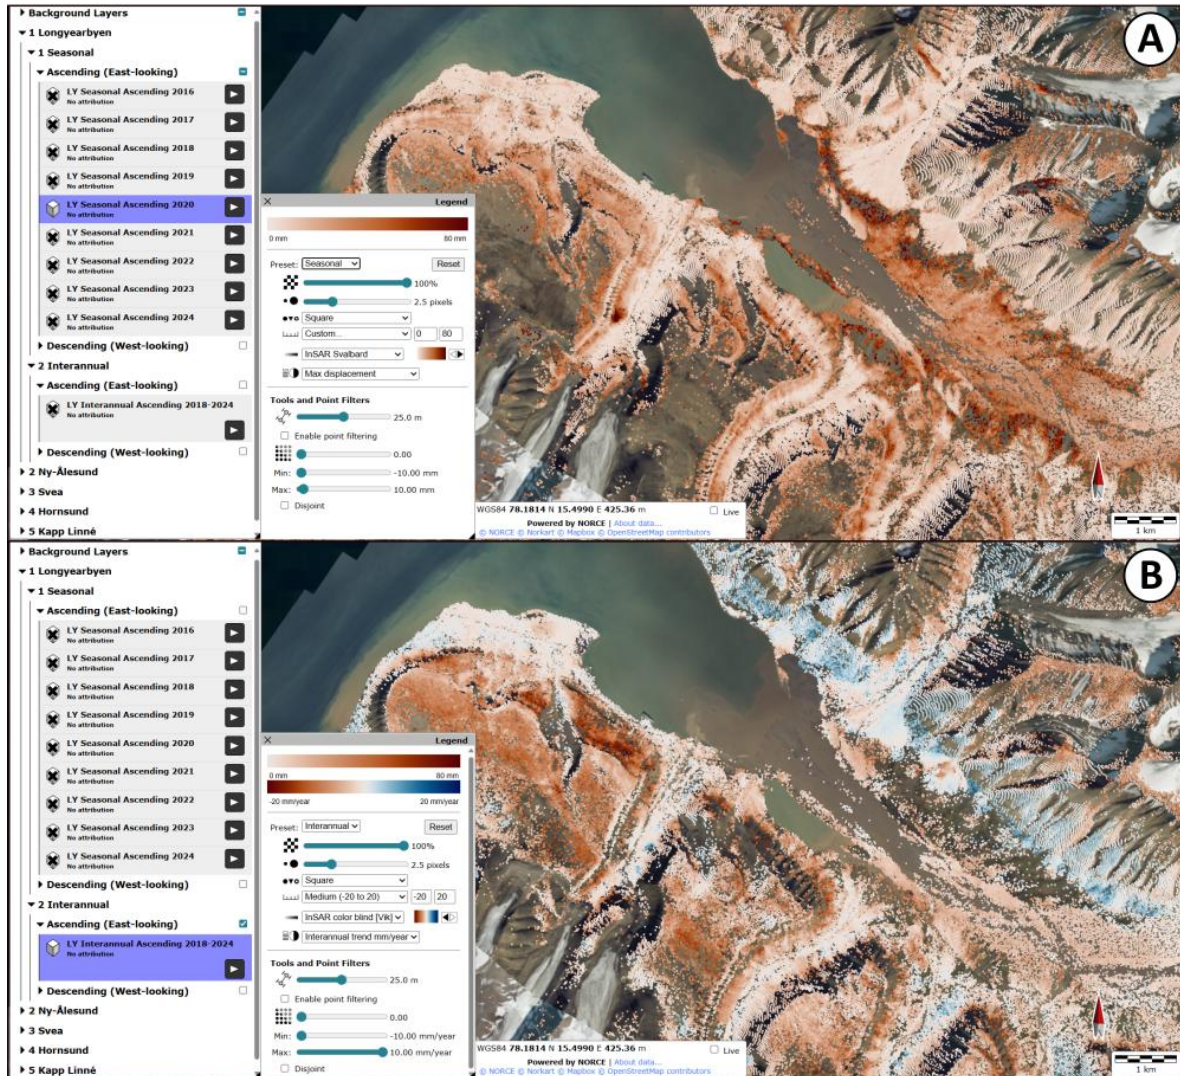 Background Layers
1 Longyearbyen
1 Seasonal
Ascending (East-looking)
LY Seasonal Ascending 2016
No attribution
LY Seasonal Ascending 2017
No attribution
LY Seasonal Ascending 2018
No attribution
LY Seasonal Ascending 2019
No attribution
LY Seasonal Ascending 2020
No attribution
LY Seasonal Ascending 2021
No attribution
LY Seasonal Ascending 2022
No attribution
LY Seasonal Ascending 2023
No attribution
LY Seasonal Ascending 2024
No attribution
Descending (West-looking)
2 Interannual
Ascending (East-looking)
LY Interannual Ascending 2018-2024
No attribution
Descending (West-looking)
2 Ny-Ålesund
3 Svea
4 Hornsund
5 Kapp Linné
Legend
0 mm 80 mm
Preset: Seasonal Reset
100%
2.5 pixels
Square
Custom... 0 80
InSAR Svalbard
Max displacement
Tools and Point Filters
25.0 m
Enable point filtering
0.00
Min: -10.00 mm
Max: 10.00 mm
Disjoint
A
WGS84 78.1814 N 15.4990 E 425.36 m Live
Powered by NORCE | About data...
© NORCE © Norkart © Mapbox © OpenStreetMap contributors
1 km
Background Layers
1 Longyearbyen
1 Seasonal
Ascending (East-looking)
LY Seasonal Ascending 2016
No attribution
LY Seasonal Ascending 2017
No attribution
LY Seasonal Ascending 2018
No attribution
LY Seasonal Ascending 2019
No attribution
LY Seasonal Ascending 2020
No attribution
LY Seasonal Ascending 2021
No attribution
LY Seasonal Ascending 2022
No attribution
LY Seasonal Ascending 2023
No attribution
LY Seasonal Ascending 2024
No attribution
Descending (West-looking)
2 Interannual
Ascending (East-looking)
LY Interannual Ascending 2018-2024
No attribution
Descending (West-looking)
2 Ny-Ålesund
3 Svea
4 Hornsund
5 Kapp Linné
Legend
0 mm 80 mm
-20 mm/year 20 mm/year
Preset: Interannual Reset
100%
2.5 pixels
Square
Medium (-20 to 20) -20 20
InSAR color blind [Vik]
Interannual trend mm/year
Tools and Point Filters
25.0 m
Enable point filtering
0.00
Min: -10.00 mm/year
Max: 10.00 mm/year
Disjoint
B
WGS84 78.1814 N 15.4990 E 425.36 m Live
Powered by NORCE | About data...
© NORCE © Norkart © Mapbox © OpenStreetMap contributors
1 km